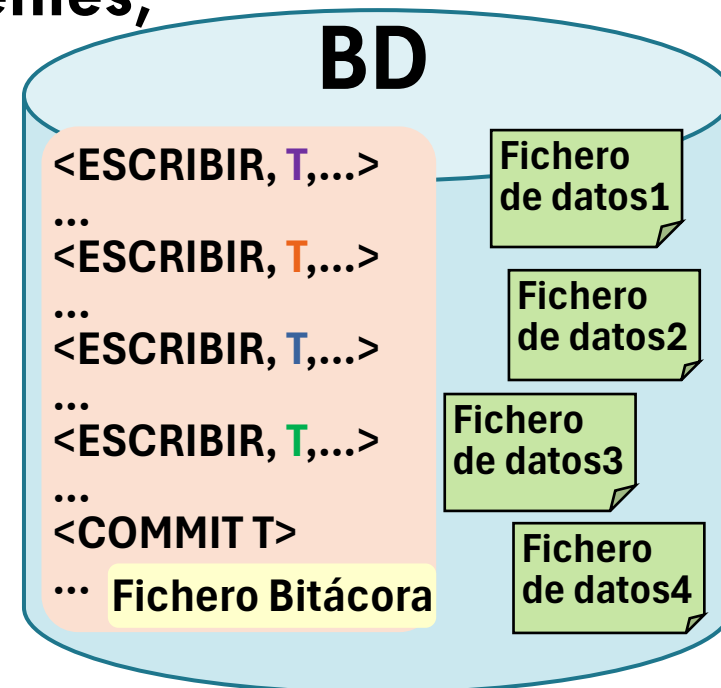 BD
<ESCRIBIR, T,...>
...
<ESCRIBIR, T,...>
...
<ESCRIBIR, T,...>
...
<ESCRIBIR, T,...>
...
<COMMIT T>
...
Fichero Bitácora
Fichero
de datos1
Fichero
de datos2
Fichero
de datos3
Fichero
de datos4